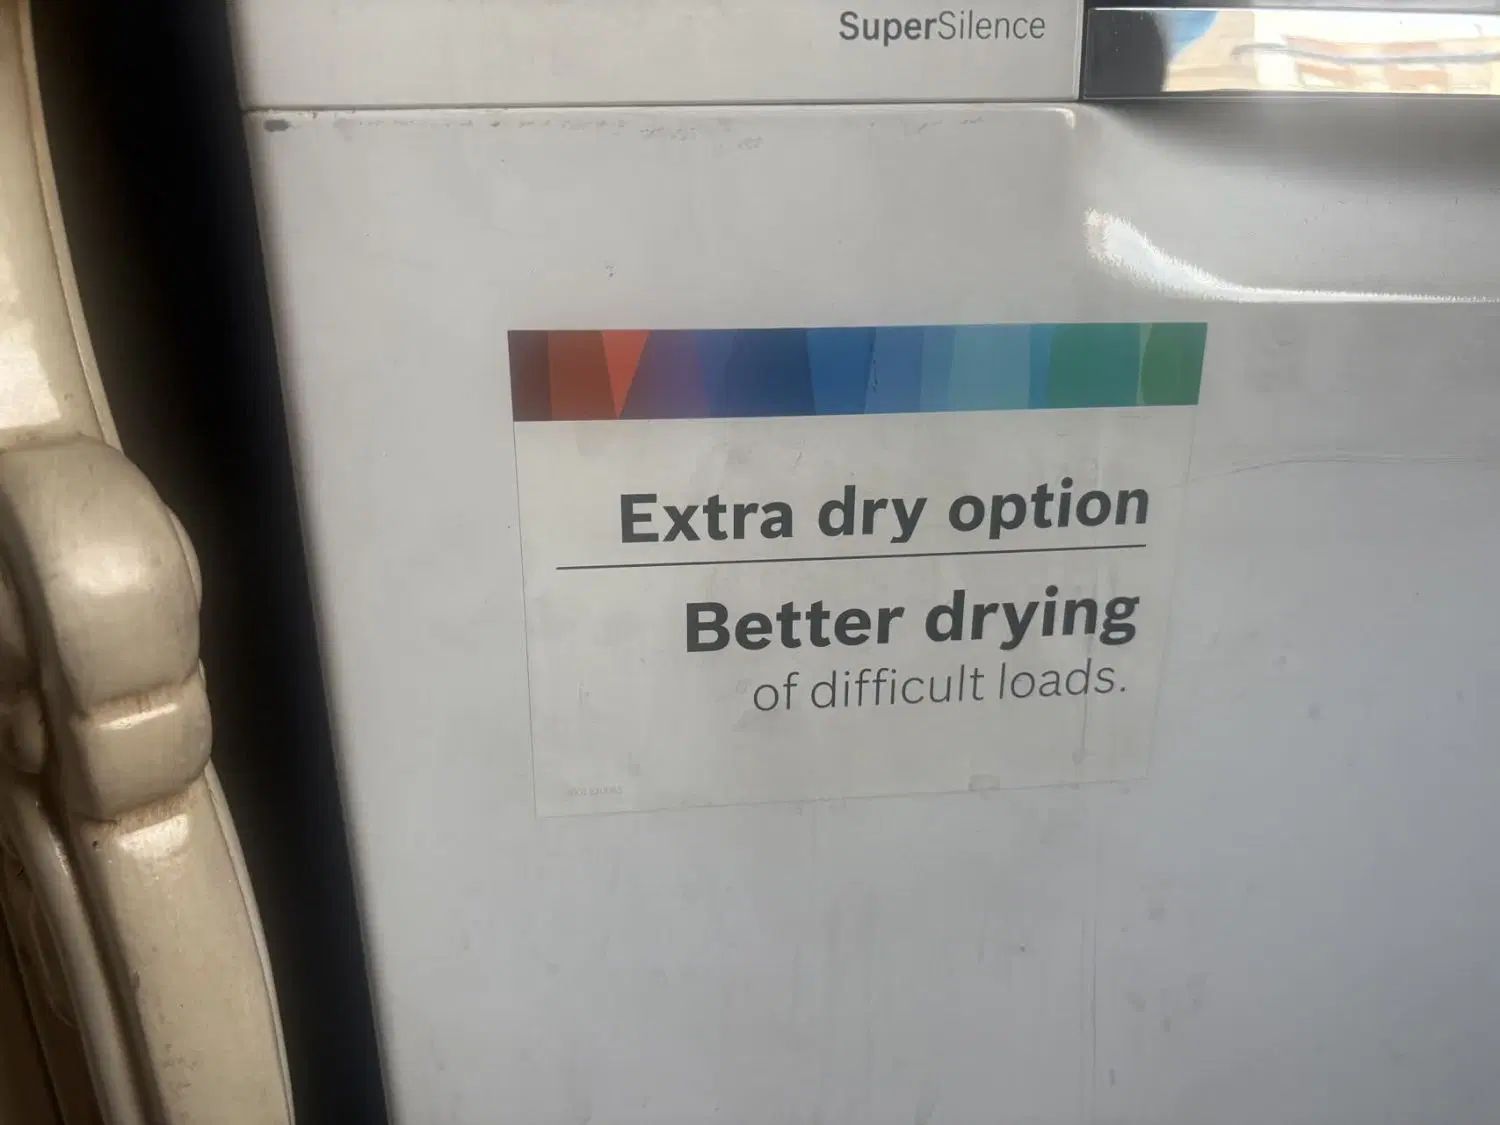 SuperSilence
Extra dry option
Better drying
of difficult loads.